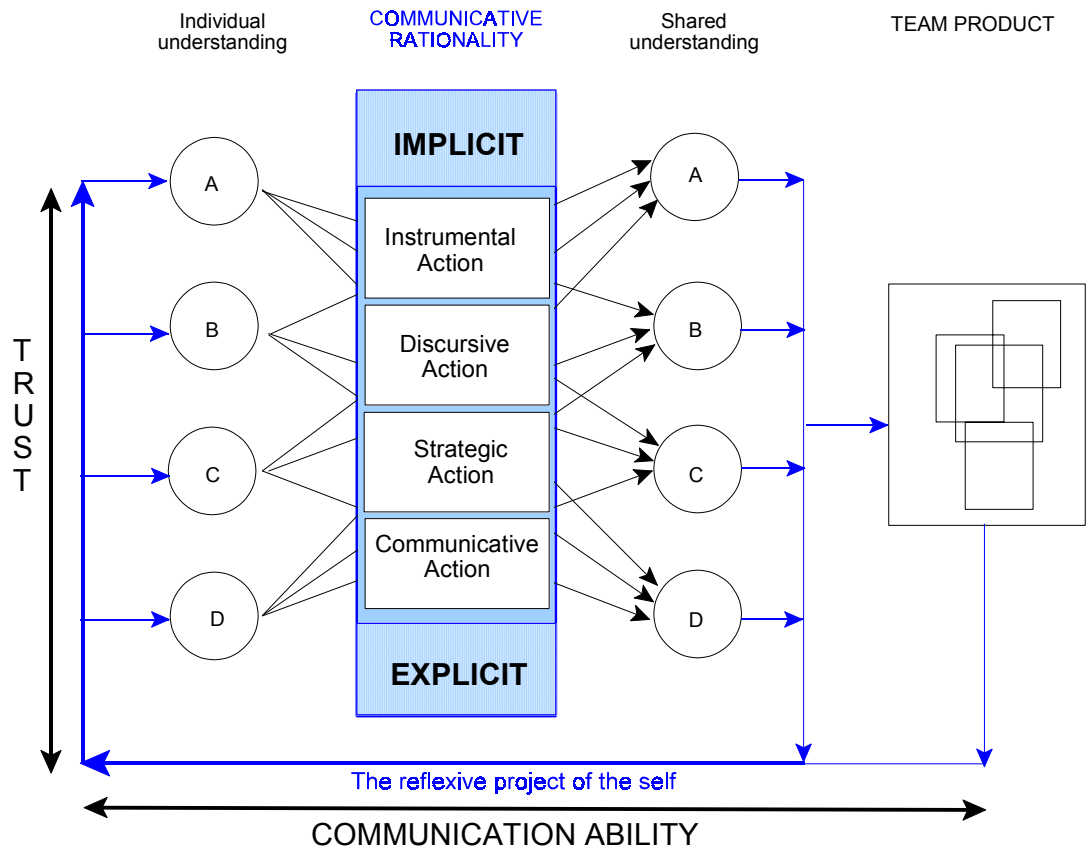 Individual
understanding
COMMUNICATIVE
RATIONALITY
Shared
understanding
TEAM PRODUCT
IMPLICIT
A
A
Instrumental
Action
B
B
Discursive
Action
TRUST
C
C
Strategic
Action
Communicative
Action
D
D
EXPLICIT
The reflexive project of the self
COMMUNICATION ABILITY